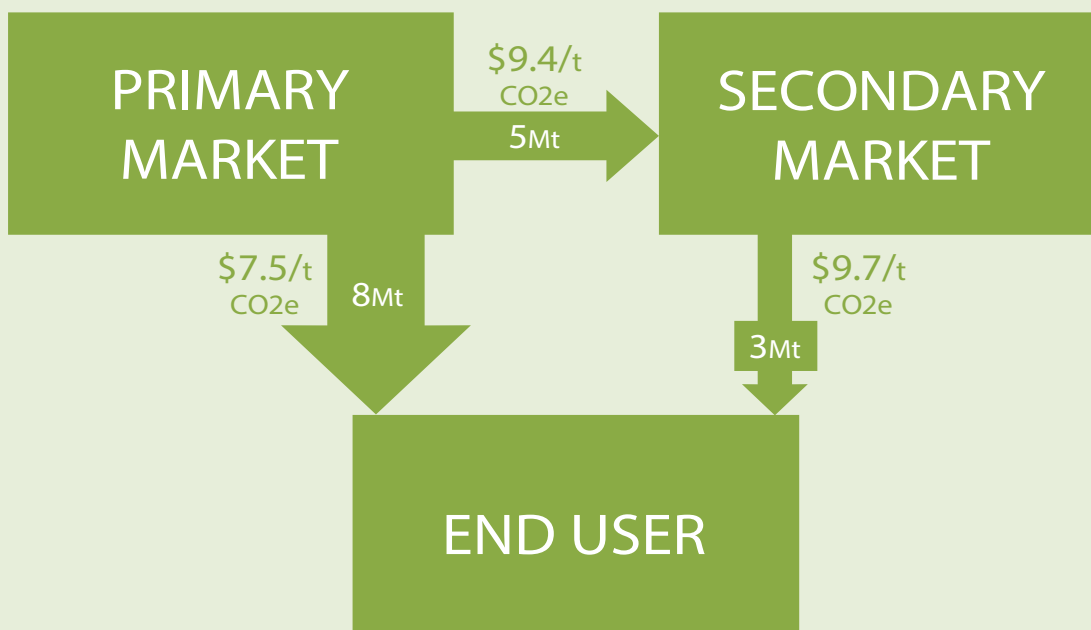 PRIMARY
MARKET
$9.4/t
CO2e
5Mt
SECONDARY
MARKET
$7.5/t
CO2e
8Mt
$9.7/t
CO2e
3Mt
END USER